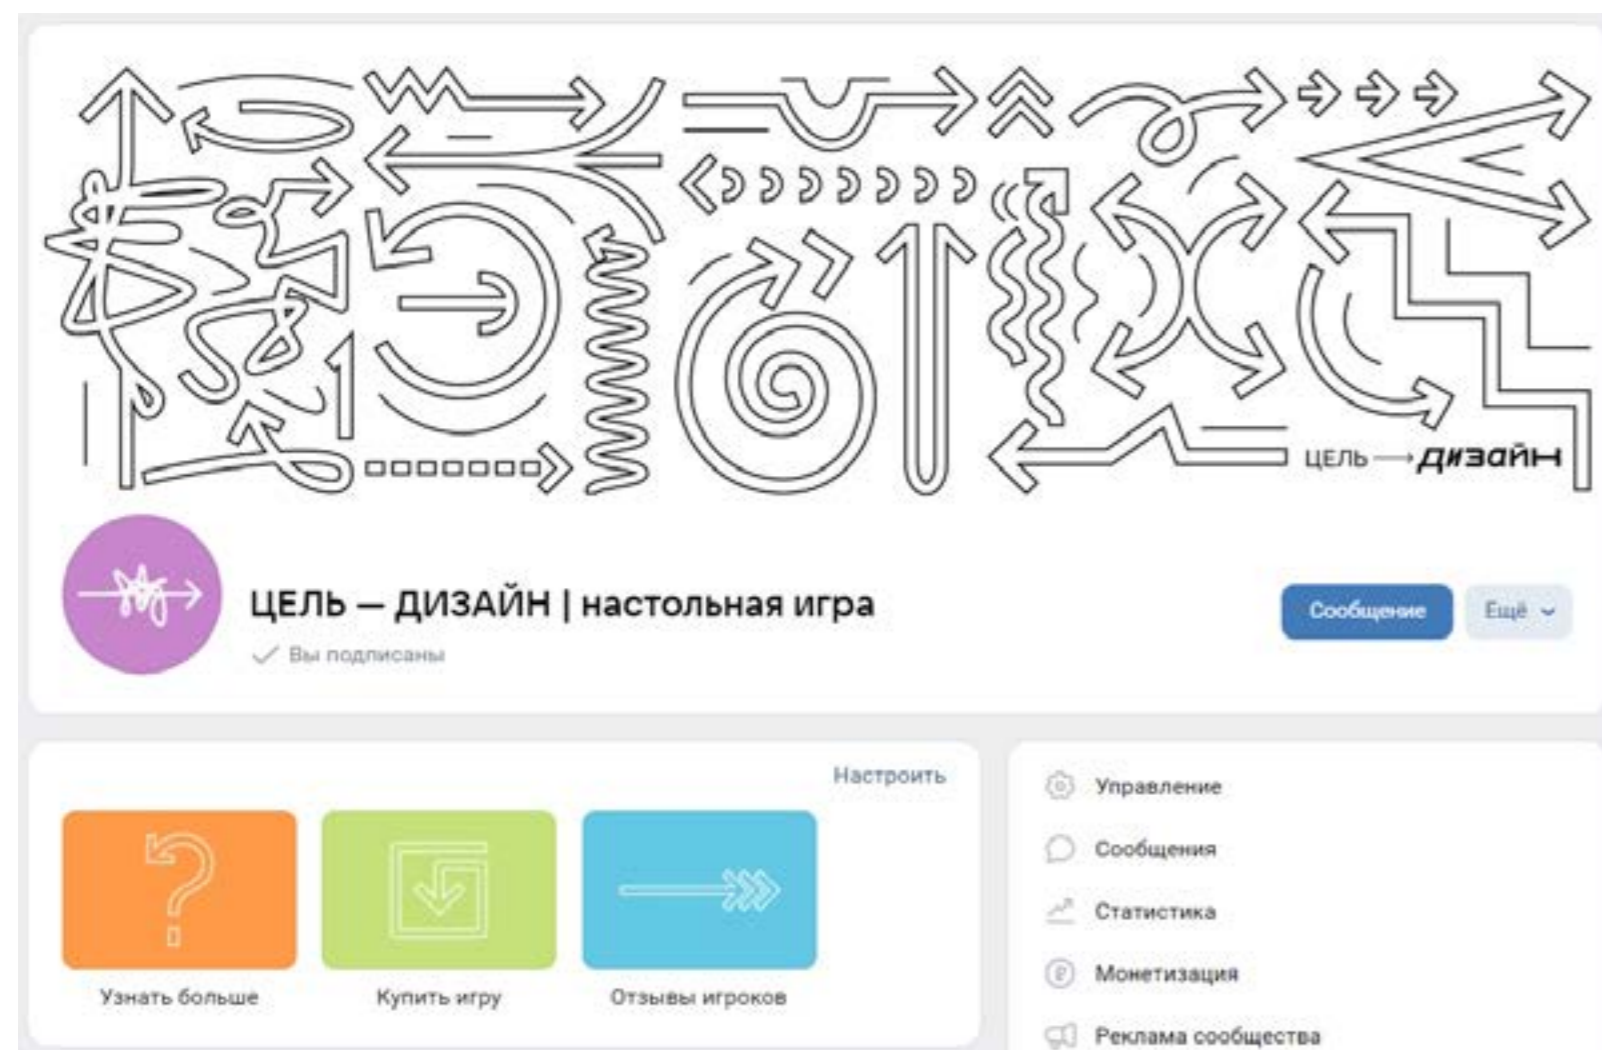 ЦЕЛЬ → дизайн
ЦЕЛЬ — ДИЗАЙН | настольная игра
Вы подписаны
Сообщение
Ещё
Настроить
Узнать больше
Купить игру
Отзывы игроков
Управление
Сообщения
Статистика
Монетизация
Реклама сообщества